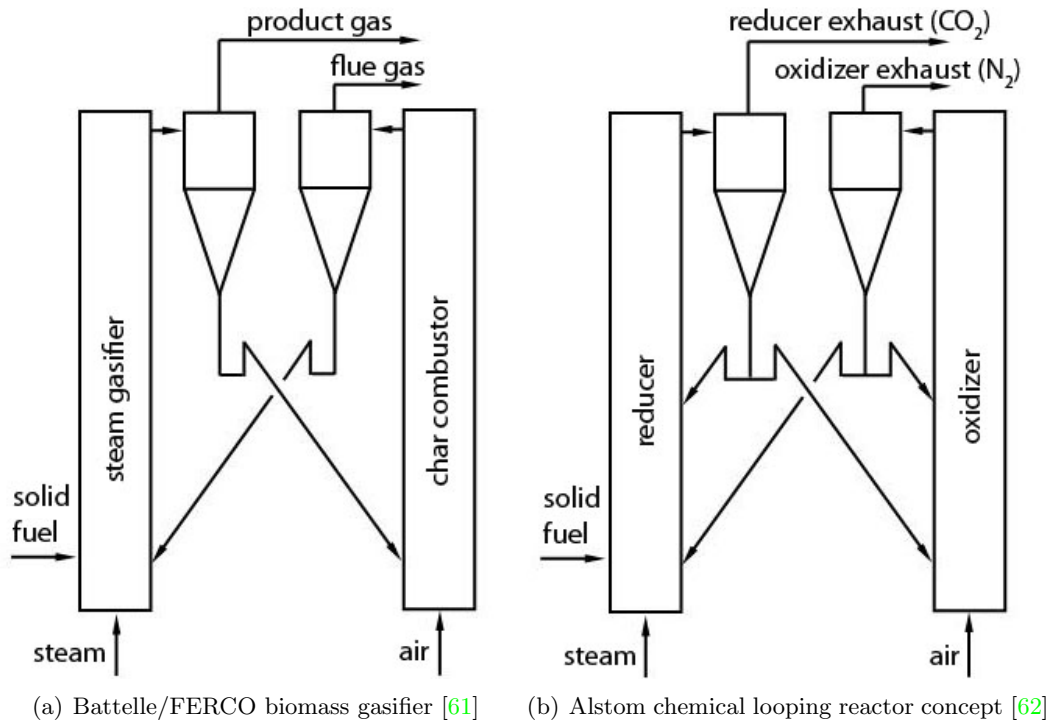 product gas
flue gas
steam gasifier
char combustor
solid
fuel
steam
air
(a) Battelle/FERCO biomass gasifier [61]
reducer exhaust (CO₂)
oxidizer exhaust (N₂)
reducer
oxidizer
solid
fuel
steam
air
(b) Alstom chemical looping reactor concept [62]